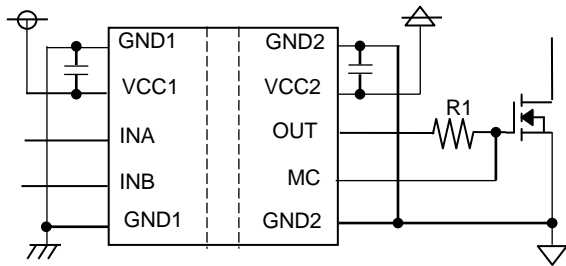 GND1
GND2
VCC1
VCC2
R1
INA
OUT
INB
MC
GND1
GND2